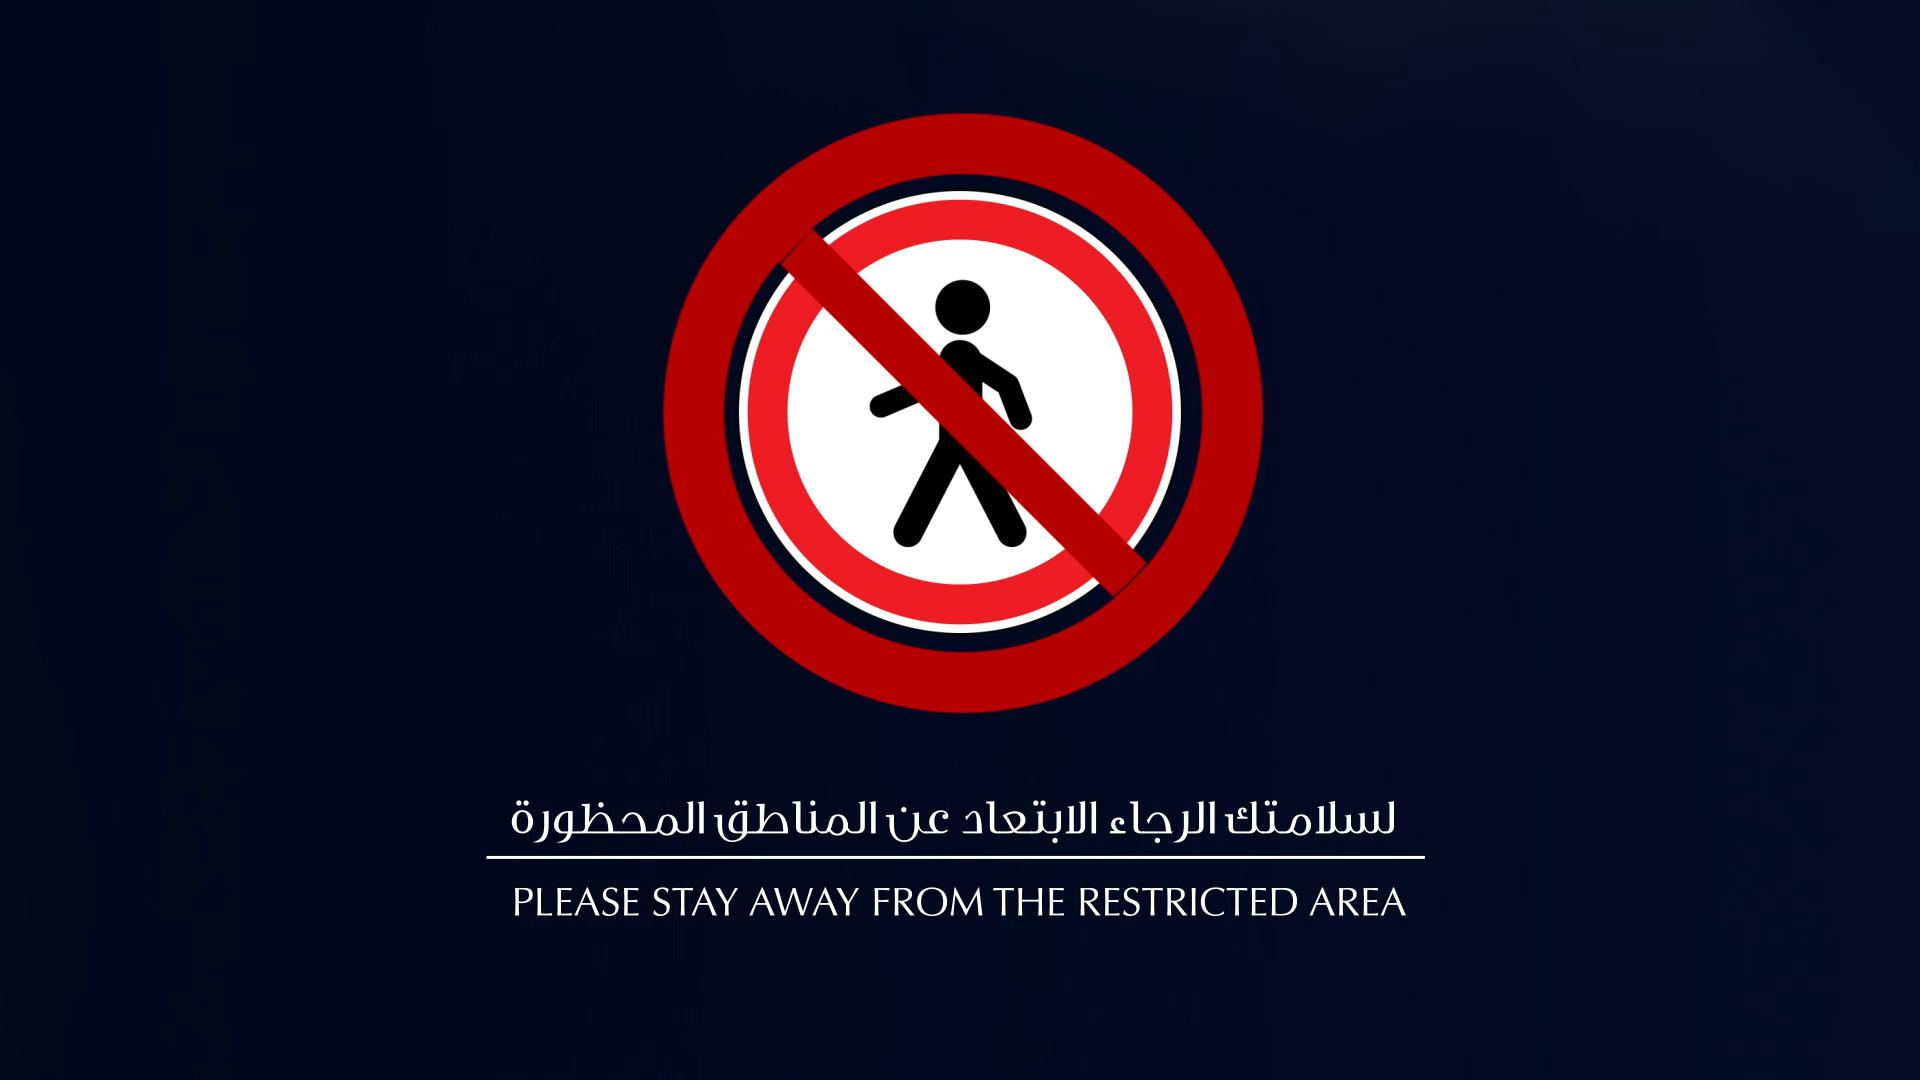 لسلامتك الرجاء الابتعاد عن المناطق المحظورة
PLEASE STAY AWAY FROM THE RESTRICTED AREA